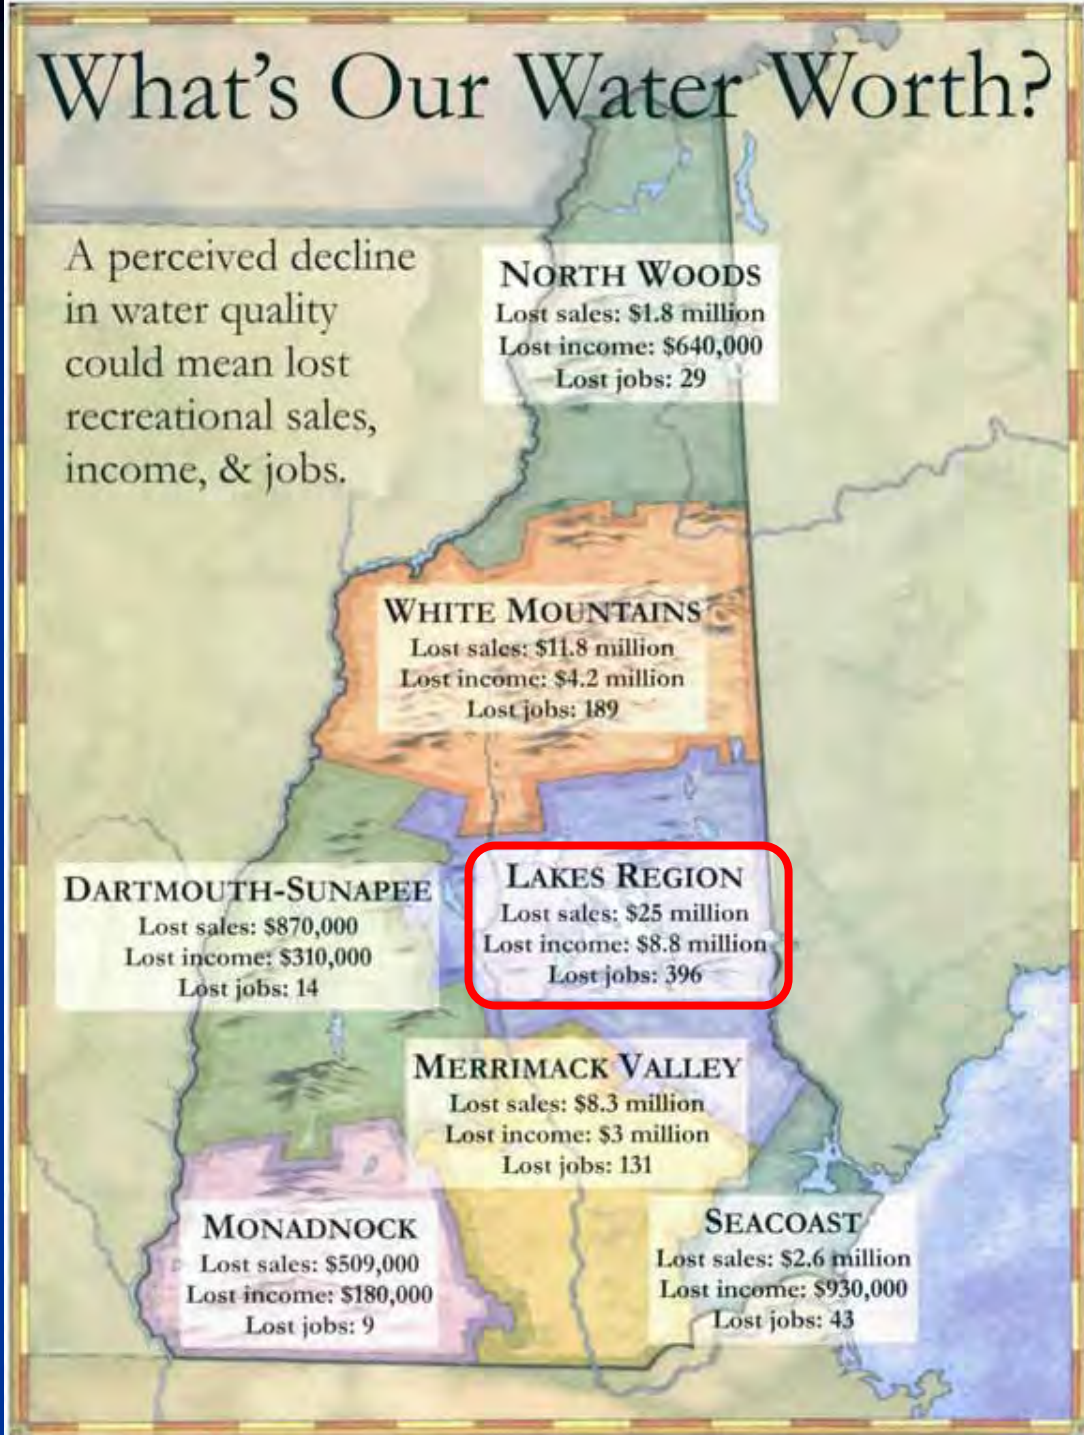 What's Our Water Worth?
A perceived decline
in water quality
could mean lost
recreational sales,
income, & jobs.
NORTH WOODS
Lost sales: $1.8 million
Lost income: $640,000
Lost jobs: 29
WHITE MOUNTAINS
Lost sales: $11.8 million
Lost income: $4.2 million
Lost jobs: 189
DARTMOUTH-SUNAPEE
Lost sales: $870,000
Lost income: $310,000
Lost jobs: 14
LAKES REGION
Lost sales: $25 million
Lost income: $8.8 million
Lost jobs: 396
MERRIMACK VALLEY
Lost sales: $8.3 million
Lost income: $3 million
Lost jobs: 131
MONADNOCK
Lost sales: $509,000
Lost income: $180,000
Lost jobs: 9
SEACOAST
Lost sales: $2.6 million
Lost income: $930,000
Lost jobs: 43